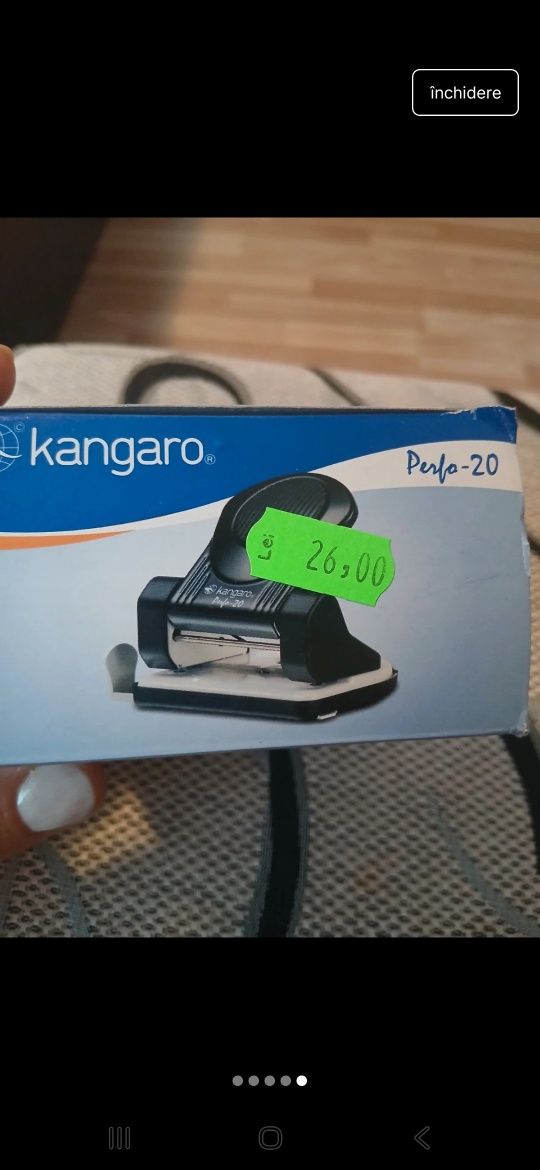 închidere
kangaro®
Perfo-20
Lei 26,00
kangaro®
Perfo-20